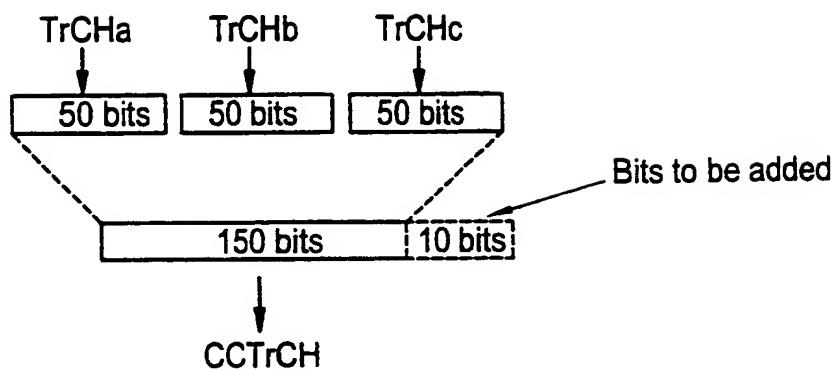 TrCHa TrCHb TrCHc
50 bits 50 bits 50 bits
Bits to be added
150 bits 10 bits
CCTrCH